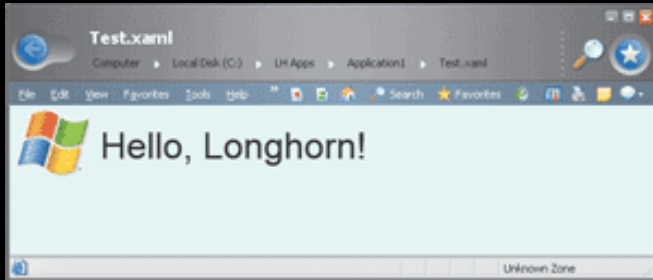 Test.xaml
Computer Local Disk (C:) LH Apps Application1 Test.xaml
File Edit View Favorites Tools Help " Search Favorites
Hello, Longhorn!
Unknown Zone